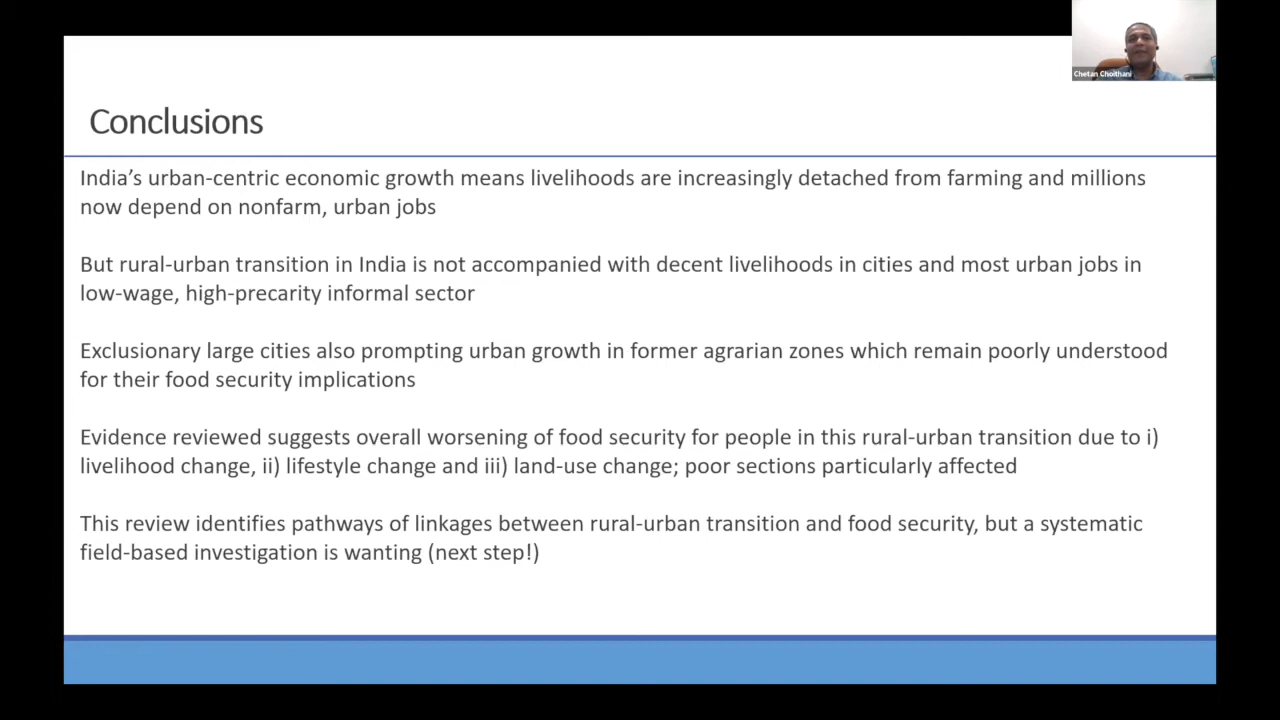 Chetan Choithani
Conclusions
India’s urban-centric economic growth means livelihoods are increasingly detached from farming and millions
now depend on nonfarm, urban jobs
But rural-urban transition in India is not accompanied with decent livelihoods in cities and most urban jobs in
low-wage, high-precarity informal sector
Exclusionary large cities also prompting urban growth in former agrarian zones which remain poorly understood
for their food security implications
Evidence reviewed suggests overall worsening of food security for people in this rural-urban transition due to i)
livelihood change, ii) lifestyle change and iii) land-use change; poor sections particularly affected
This review identifies pathways of linkages between rural-urban transition and food security, but a systematic
field-based investigation is wanting (next step!)